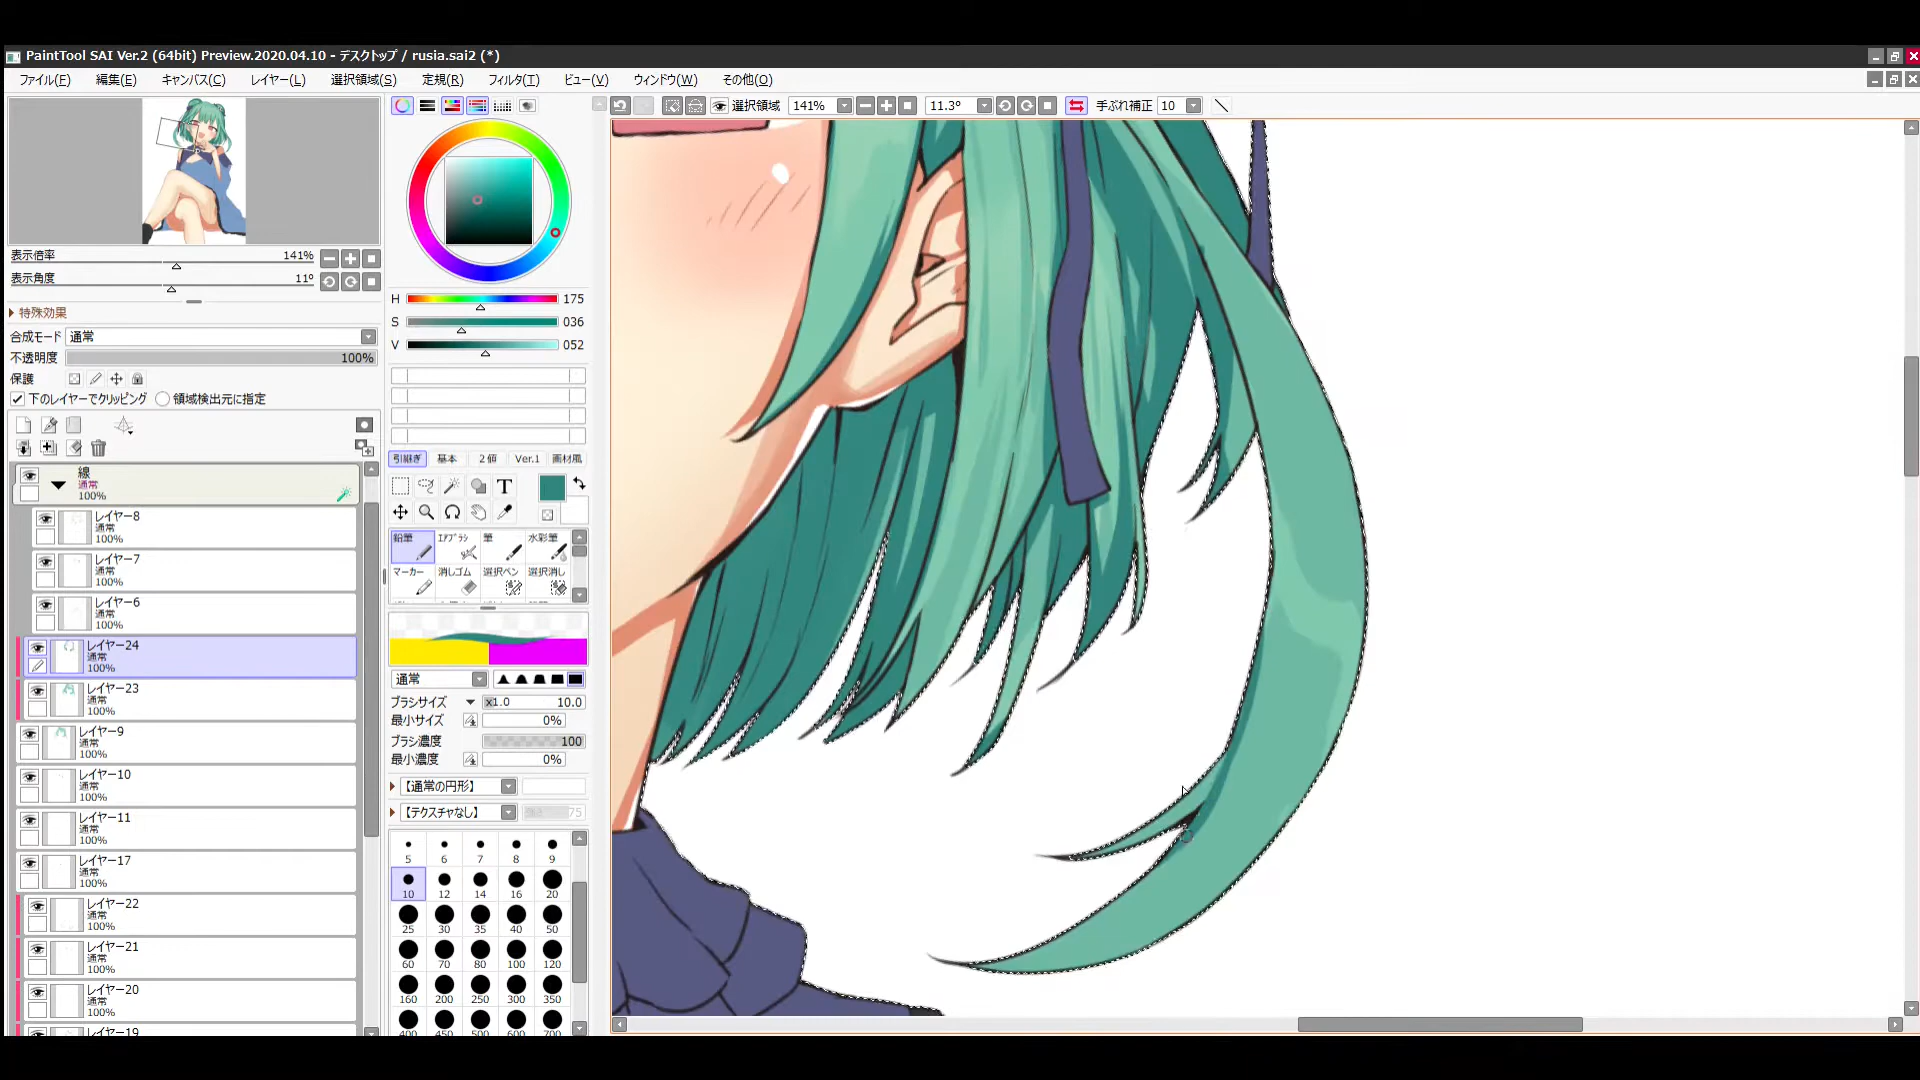 PaintTool SAI Ver.2 (64bit) Preview.2020.04.10 - デスクトップ / rusia.sai2 (*)
ファイル(F) 編集(E) キャンバス(C) レイヤー(L) 選択領域(S) 定規(R) フィルタ(T) ビュー(V) ウィンドウ(W) その他(O)
選択領域 141% 11.3° 手ぶれ補正 10
表示倍率 141%
表示角度 11°
特殊効果
合成モード 通常
不透明度 100%
保護
下のレイヤーでクリッピング 領域検出元に指定
線
通常
100%
レイヤー8
通常
100%
レイヤー7
通常
100%
レイヤー6
通常
100%
レイヤー24
通常
100%
レイヤー23
通常
100%
レイヤー9
通常
100%
レイヤー10
通常
100%
レイヤー11
通常
100%
レイヤー17
通常
100%
レイヤー22
通常
100%
レイヤー21
通常
100%
レイヤー20
通常
100%
レイヤー19
H 175
S 036
V 052
引継ぎ 基本 2値 Ver.1 画材風
T
鉛筆 エアブラシ 筆 水彩筆
マーカー 消しゴム 選択ペン 選択消し
通常
ブラシサイズ x1.0 10.0
最小サイズ 0%
ブラシ濃度 100
最小濃度 0%
【通常の円形】
【テクスチャなし】 75
5 6 7 8 9
10 12 14 16 20
25 30 35 40 50
60 70 80 100 120
160 200 250 300 350
400 450 500 600 700